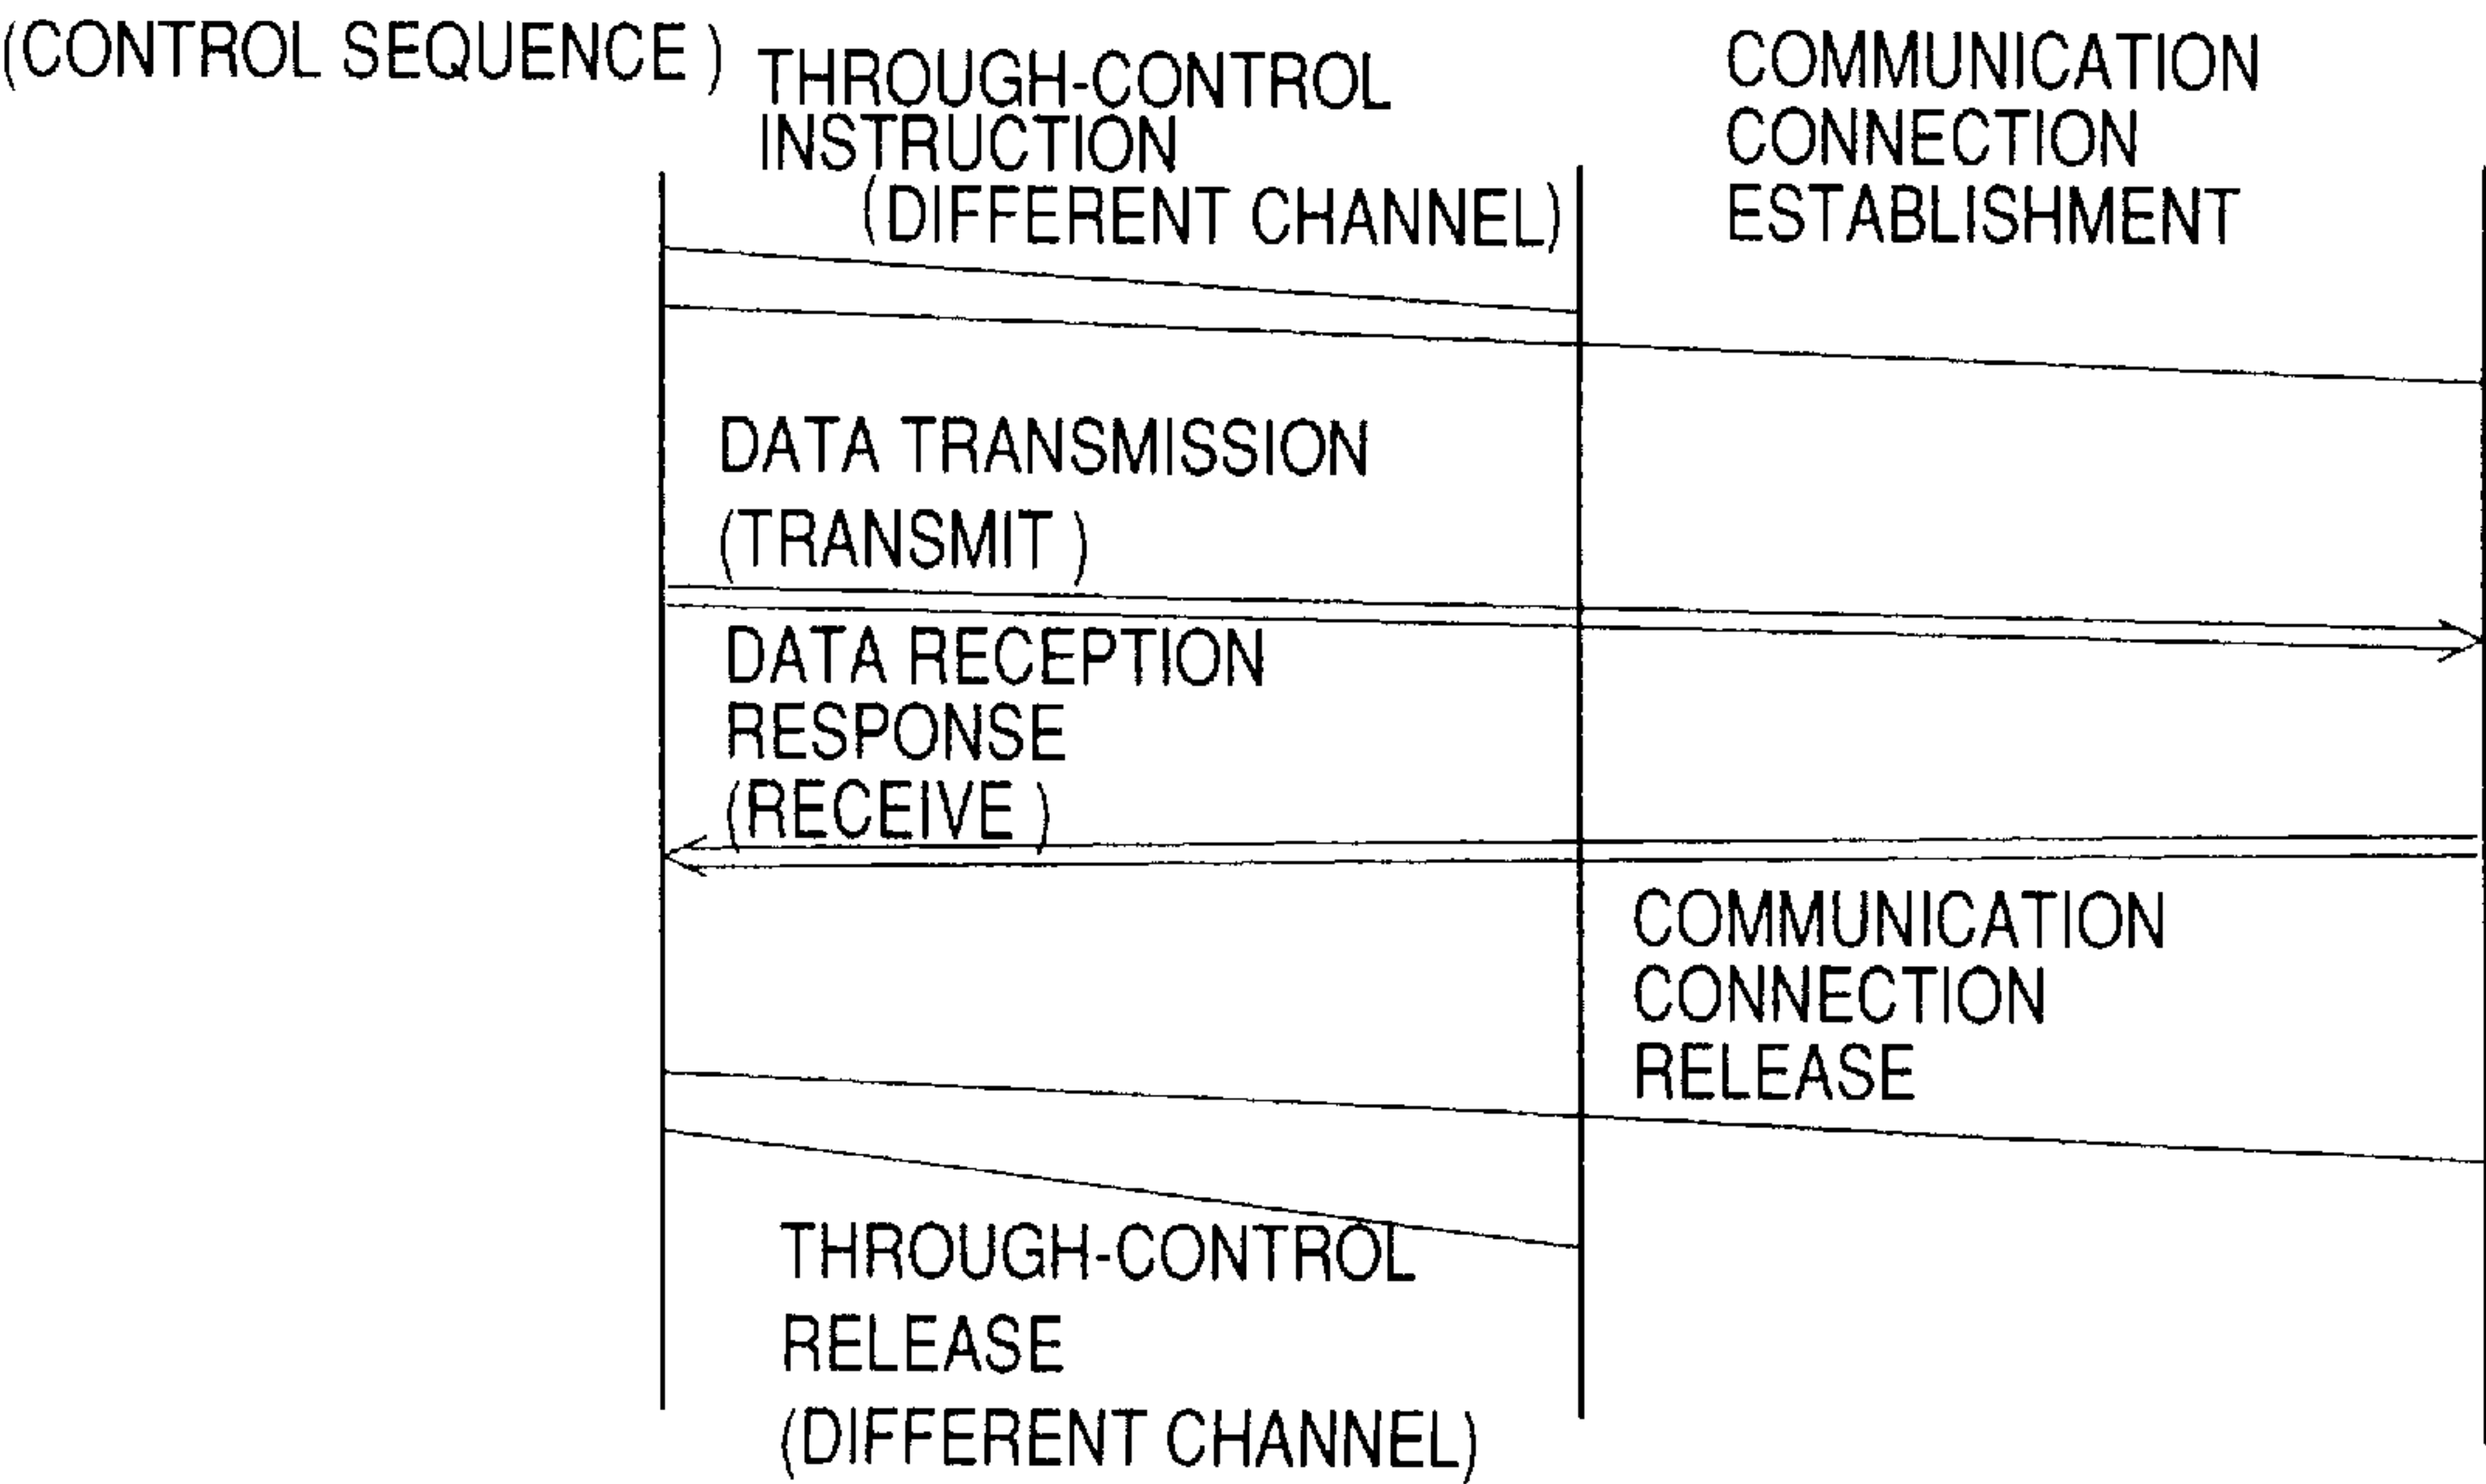 (CONTROL SEQUENCE )
THROUGH-CONTROL
INSTRUCTION
(DIFFERENT CHANNEL)
COMMUNICATION
CONNECTION
ESTABLISHMENT
DATA TRANSMISSION
(TRANSMIT )
DATA RECEPTION
RESPONSE
(RECEIVE )
COMMUNICATION
CONNECTION
RELEASE
THROUGH-CONTROL
RELEASE
(DIFFERENT CHANNEL)